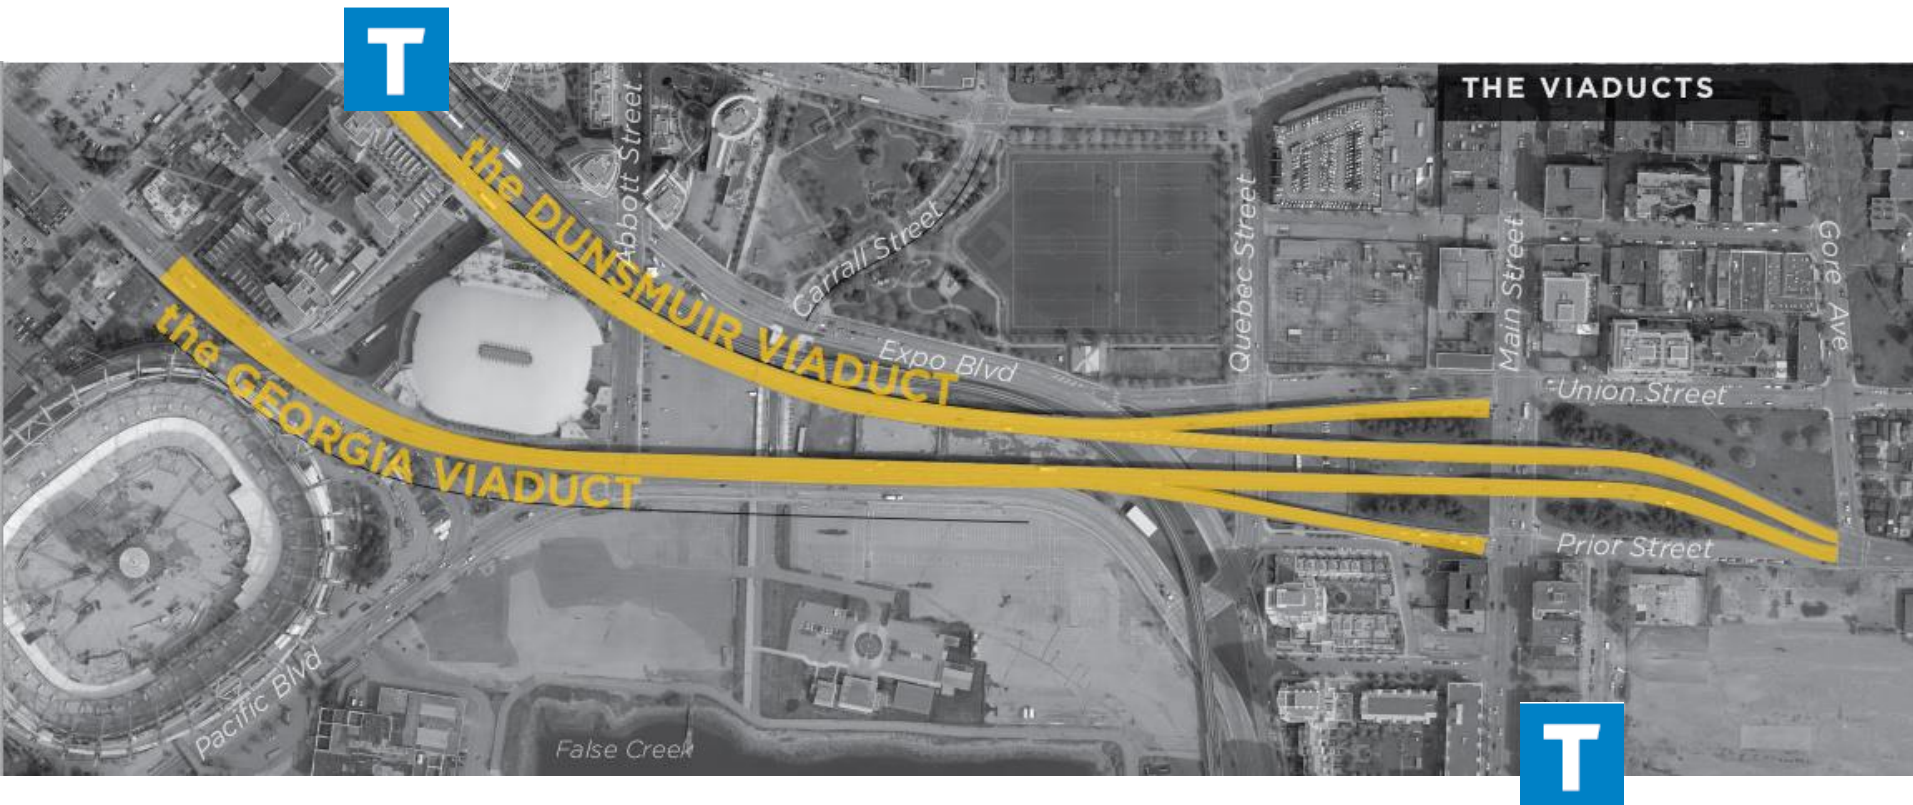 T
THE VIADUCTS
the DUNSMUIR VIADUCT
Abbott Street
Carrall Street
Quebec Street
Main Street
Gore Ave
the GEORGIA VIADUCT
Expo Blvd
Union Street
Prior Street
Pacific Blvd
False Creek
T